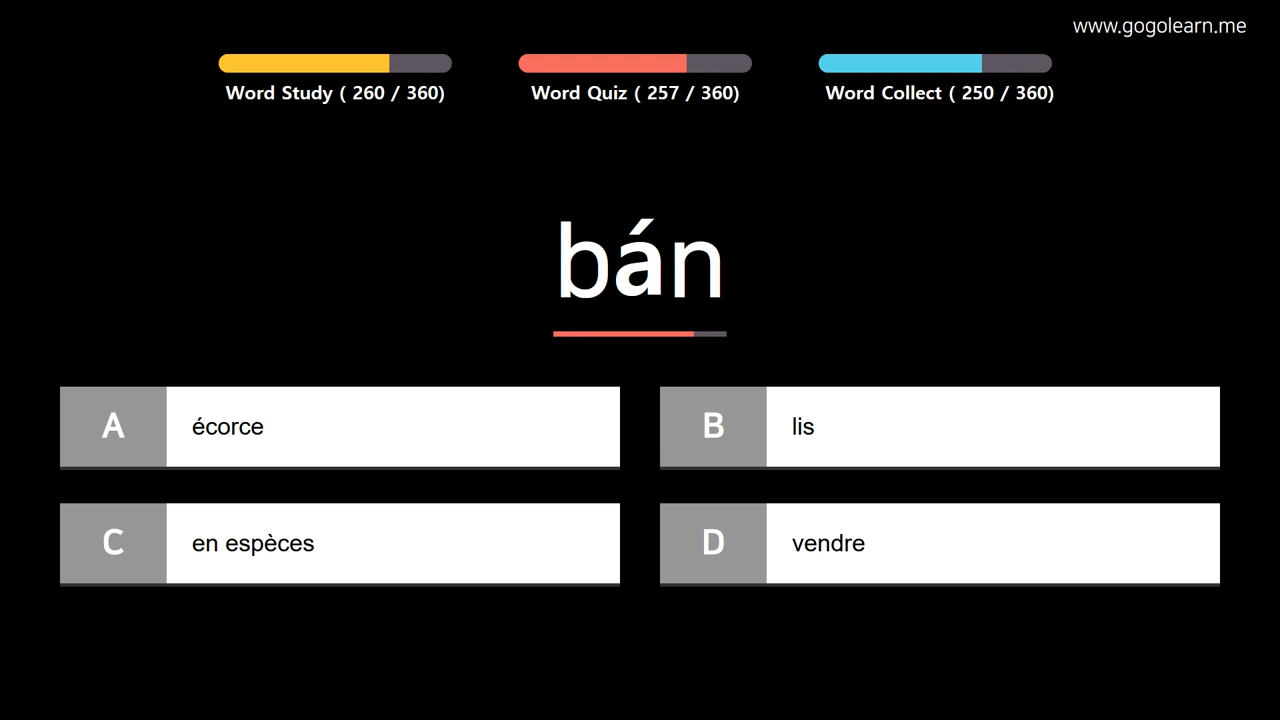 www.gogolearn.me
Word Study ( 260 / 360)
Word Quiz ( 257 / 360)
Word Collect ( 250 / 360)
bán
A écorce
B lis
C en espèces
D vendre